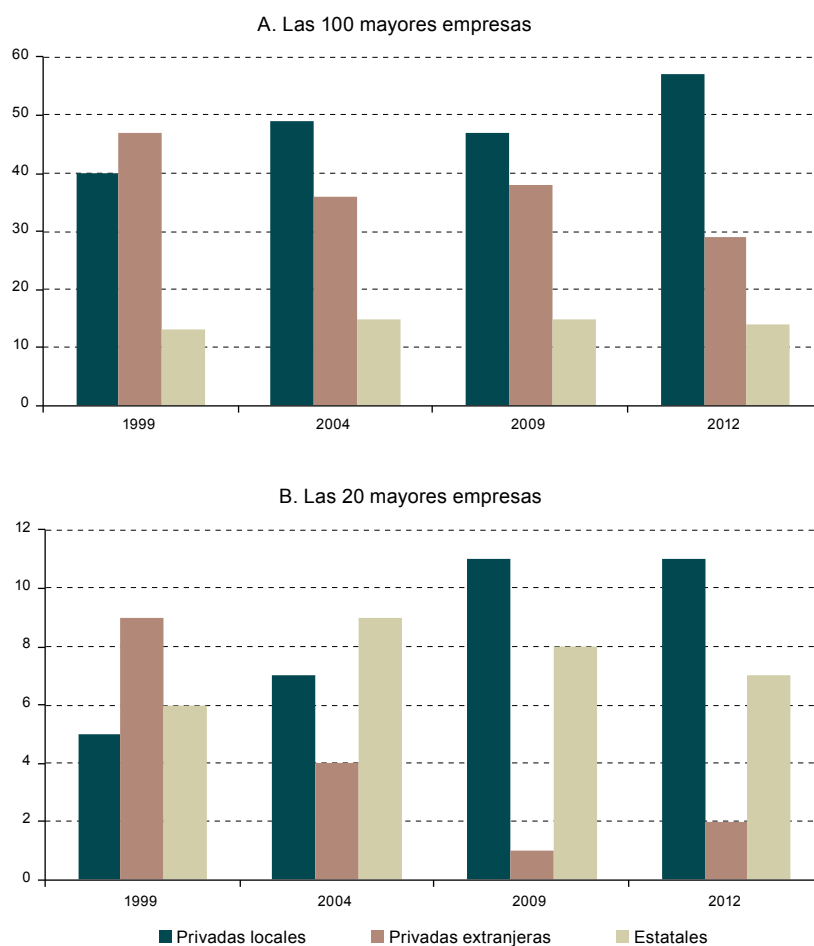 A. Las 100 mayores empresas
60
50
40
30
20
10
0
1999 2004 2009 2012
B. Las 20 mayores empresas
12
10
8
6
4
2
0
1999 2004 2009 2012
Privadas locales Privadas extranjeras Estatales